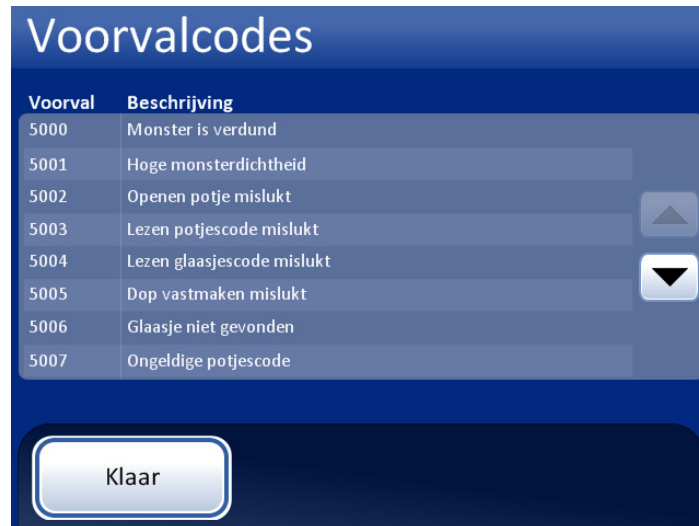 Voorvalcodes
Voorval Beschrijving
5000 Monster is verdund
5001 Hoge monsterdichtheid
5002 Openen potje mislukt
5003 Lezen potjescode mislukt
5004 Lezen glaasjescode mislukt
5005 Dop vastmaken mislukt
5006 Glaasje niet gevonden
5007 Ongeldige potjescode
Klaar